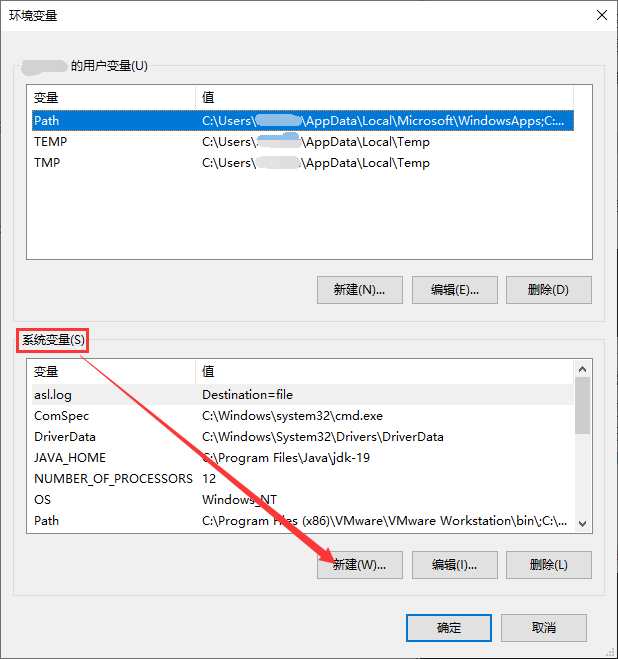 环境变量
的用户变量(U)
变量 值
Path C:\Users\ \AppData\Local\Microsoft\WindowsApps;C:...
TEMP C:\Users\ \AppData\Local\Temp
TMP C:\Users\ \AppData\Local\Temp
新建(N)... 编辑(E)... 删除(D)
系统变量(S)
变量 值
asl.log Destination=file
ComSpec C:\Windows\system32\cmd.exe
DriverData C:\Windows\System32\Drivers\DriverData
JAVA_HOME C:\Program Files\Java\jdk-19
NUMBER_OF_PROCESSORS 12
OS Windows_NT
Path C:\Program Files (x86)\VMware\VMware Workstation\bin\;C:\...
新建(W)... 编辑(I)... 删除(L)
确定 取消